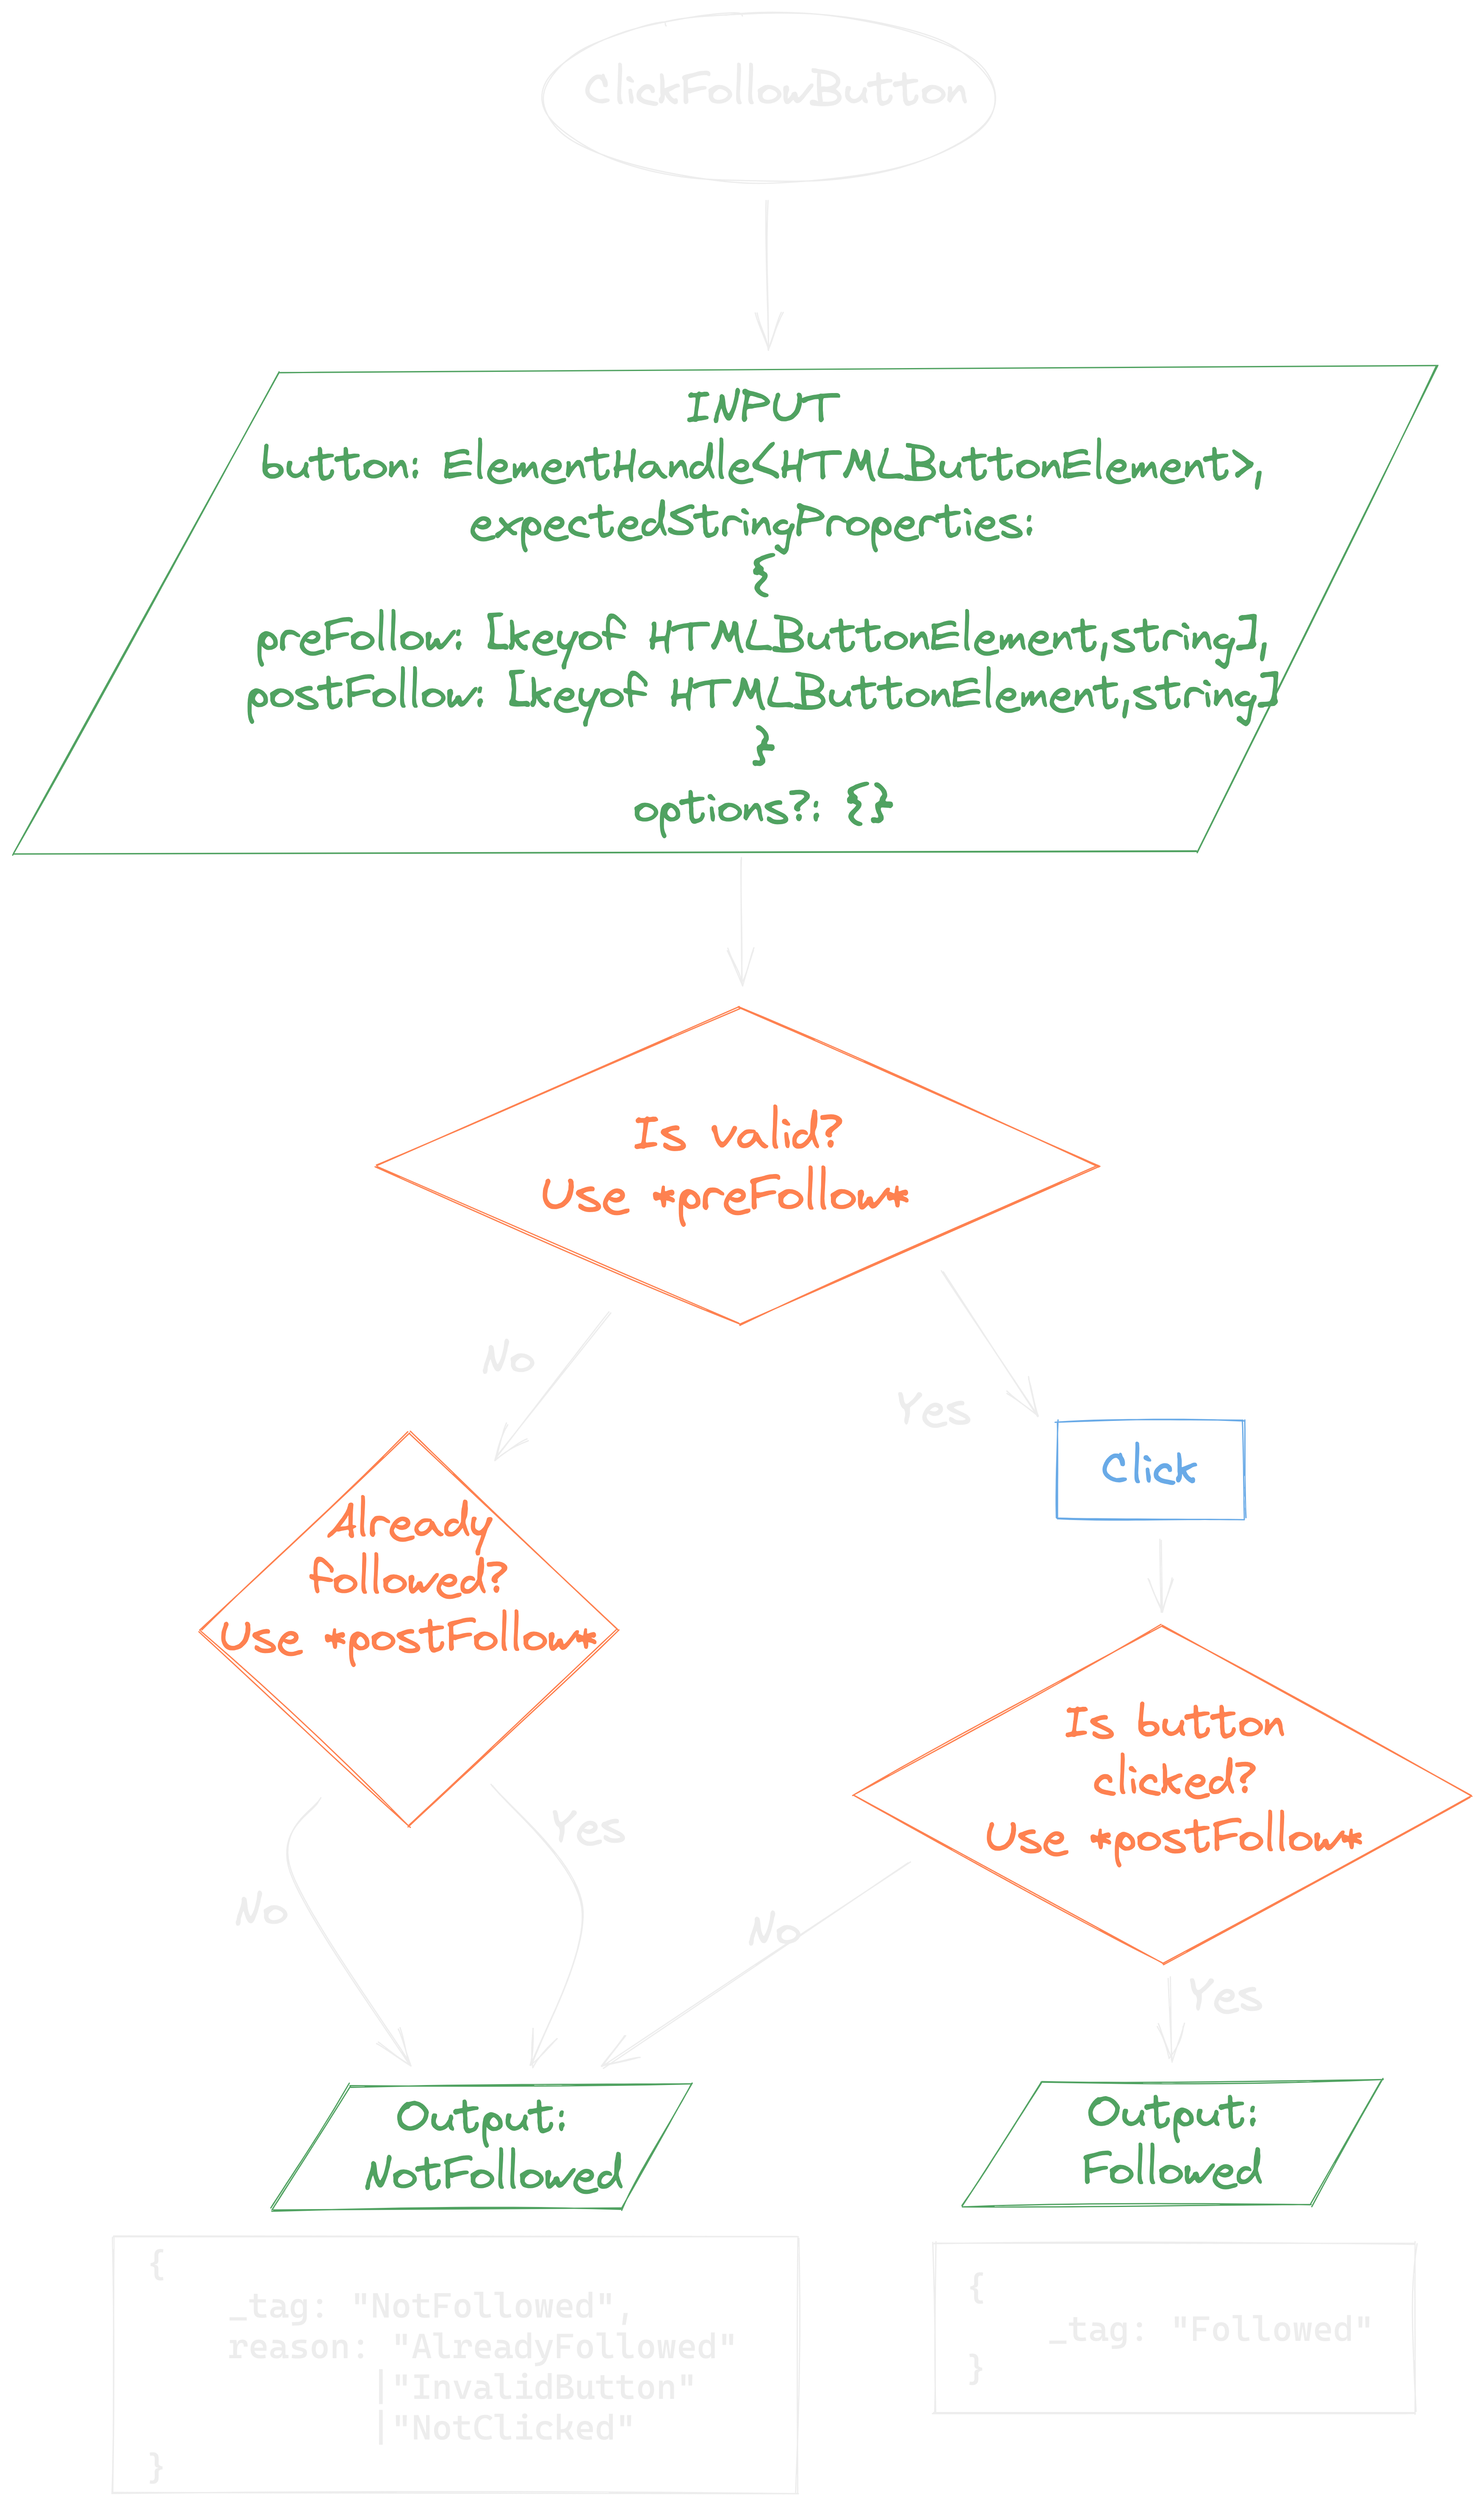 ClickFollowButton
INPUT
button: ElementHandle<HTMLButtonElement>,
expectedStringProperties:
{
preFollow: [keyof HTMLButtonElement,string],
postFollow: [keyof HTMLButtonElement,string]
}
options?: {}
Is valid?
Use *preFollow*
No
Yes
Click
Already
followed?
Use *postFollow*
Is button
clicked?
Use *postFollow*
Yes
No
No
Yes
Output:
NotFollowed
Output:
Followed
{
_tag: "NotFollowed",
reason: "AlreadyFollowed"
|"InvalidButton"
|"NotClicked"
}
{
_tag: "Followed"
}